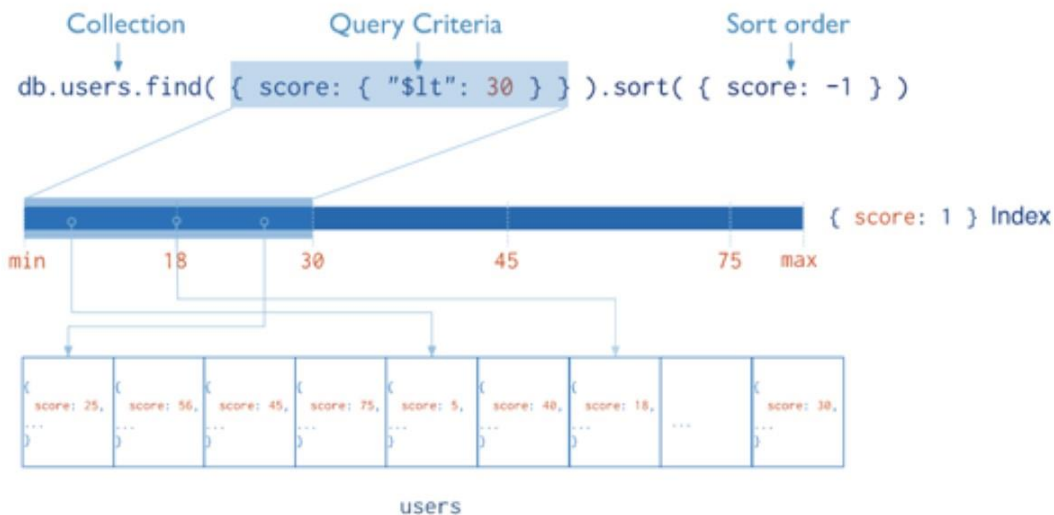 Collection Query Criteria Sort order
db.users.find( { score: { "$lt": 30 } } ).sort( { score: -1 } )
{ score: 1 } Index
min 18 30 45 75 max
{ { { { { { { {
score: 25, score: 56, score: 45, score: 75, score: 5, score: 40, score: 18, score: 30,
... ... ... ... ... ... ... ... ...
} } } } } } } }
users